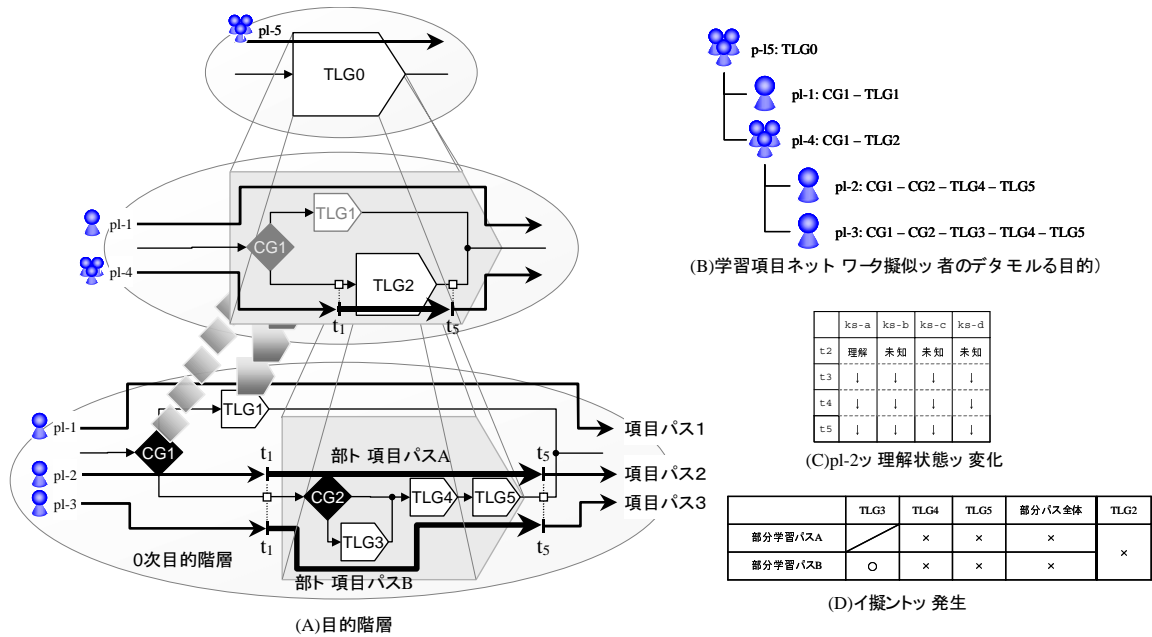 pl-5
TLG0
pl-1
TLG1
CG1
pl-4
TLG2
t1
t5
pl-1
TLG1
項目パス1
CG1
t1
部ト 項目パスA
t5
pl-2
項目パス2
CG2
TLG4
TLG5
pl-3
項目パス3
TLG3
t1
t5
0次目的階層
部ト 項目パスB
(A)目的階層
p-l5: TLG0
pl-1: CG1 – TLG1
pl-4: CG1 – TLG2
pl-2: CG1 – CG2 – TLG4 – TLG5
pl-3: CG1 – CG2 – TLG3 – TLG4 – TLG5
(B)学習項目ネット ワーク擬似ッ 者のデタモルる目的）
ks-a ks-b ks-c ks-d
t2 理解 未知 未知 未知
t3 ↓ ↓ ↓ ↓
t4 ↓ ↓ ↓ ↓
t5 ↓ ↓ ↓ ↓
(C)pl-2ッ 理解状態ッ 変化
TLG3 TLG4 TLG5 部分パス全体 TLG2
部分学習パスA × × × ×
部分学習パスB ○ × × ×
(D)イ擬ントッ 発生